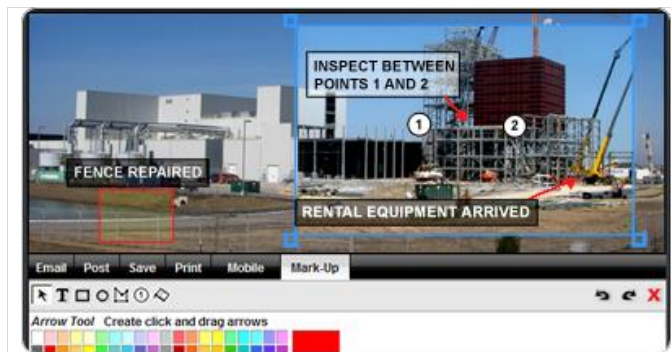 INSPECT BETWEEN
POINTS 1 AND 2
1
2
FENCE REPAIRED
RENTAL EQUIPMENT ARRIVED
Email Post Save Print Mobile Mark-Up
T 1 X
Arrow Tool Create click and drag arrows